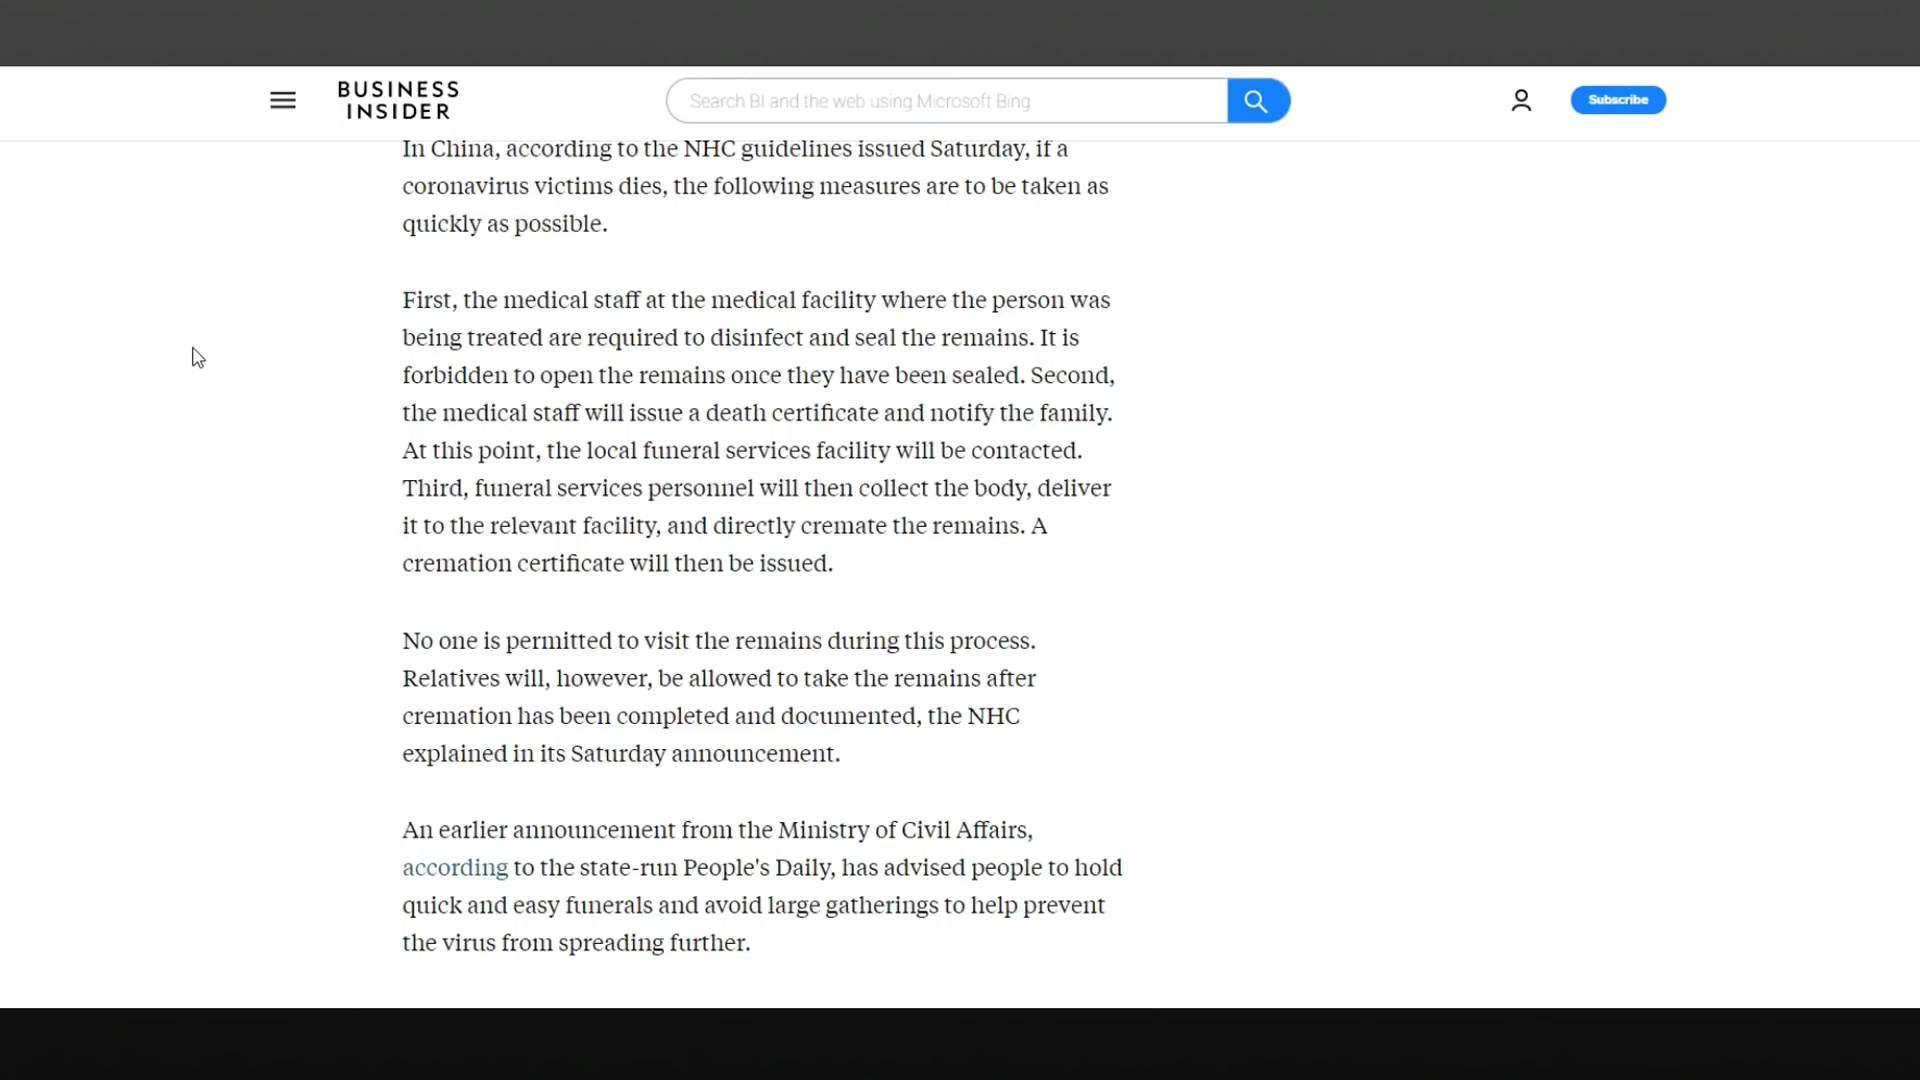 BUSINESS
INSIDER
Search BI and the web using Microsoft Bing
Subscribe
In China, according to the NHC guidelines issued Saturday, if a
coronavirus victims dies, the following measures are to be taken as
quickly as possible.
First, the medical staff at the medical facility where the person was
being treated are required to disinfect and seal the remains. It is
forbidden to open the remains once they have been sealed. Second,
the medical staff will issue a death certificate and notify the family.
At this point, the local funeral services facility will be contacted.
Third, funeral services personnel will then collect the body, deliver
it to the relevant facility, and directly cremate the remains. A
cremation certificate will then be issued.
No one is permitted to visit the remains during this process.
Relatives will, however, be allowed to take the remains after
cremation has been completed and documented, the NHC
explained in its Saturday announcement.
An earlier announcement from the Ministry of Civil Affairs,
according to the state-run People's Daily, has advised people to hold
quick and easy funerals and avoid large gatherings to help prevent
the virus from spreading further.